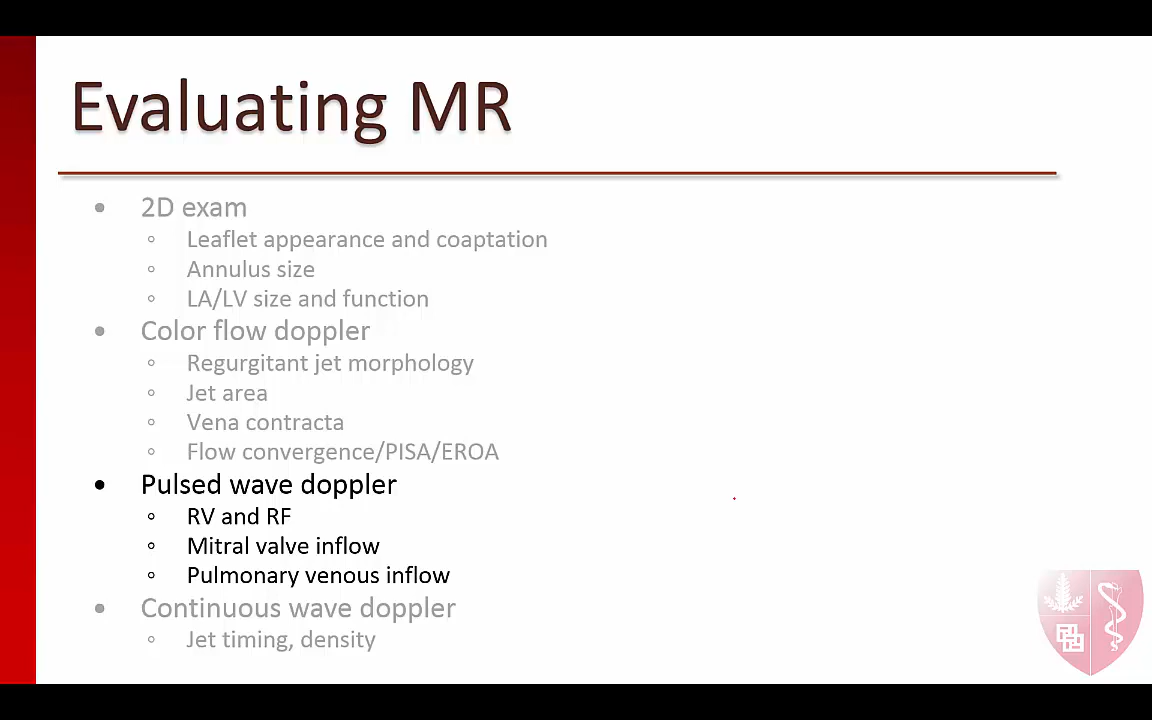 Evaluating MR
• 2D exam
◦ Leaflet appearance and coaptation
◦ Annulus size
◦ LA/LV size and function
• Color flow doppler
◦ Regurgitant jet morphology
◦ Jet area
◦ Vena contracta
◦ Flow convergence/PISA/EROA
• Pulsed wave doppler
◦ RV and RF
◦ Mitral valve inflow
◦ Pulmonary venous inflow
• Continuous wave doppler
◦ Jet timing, density